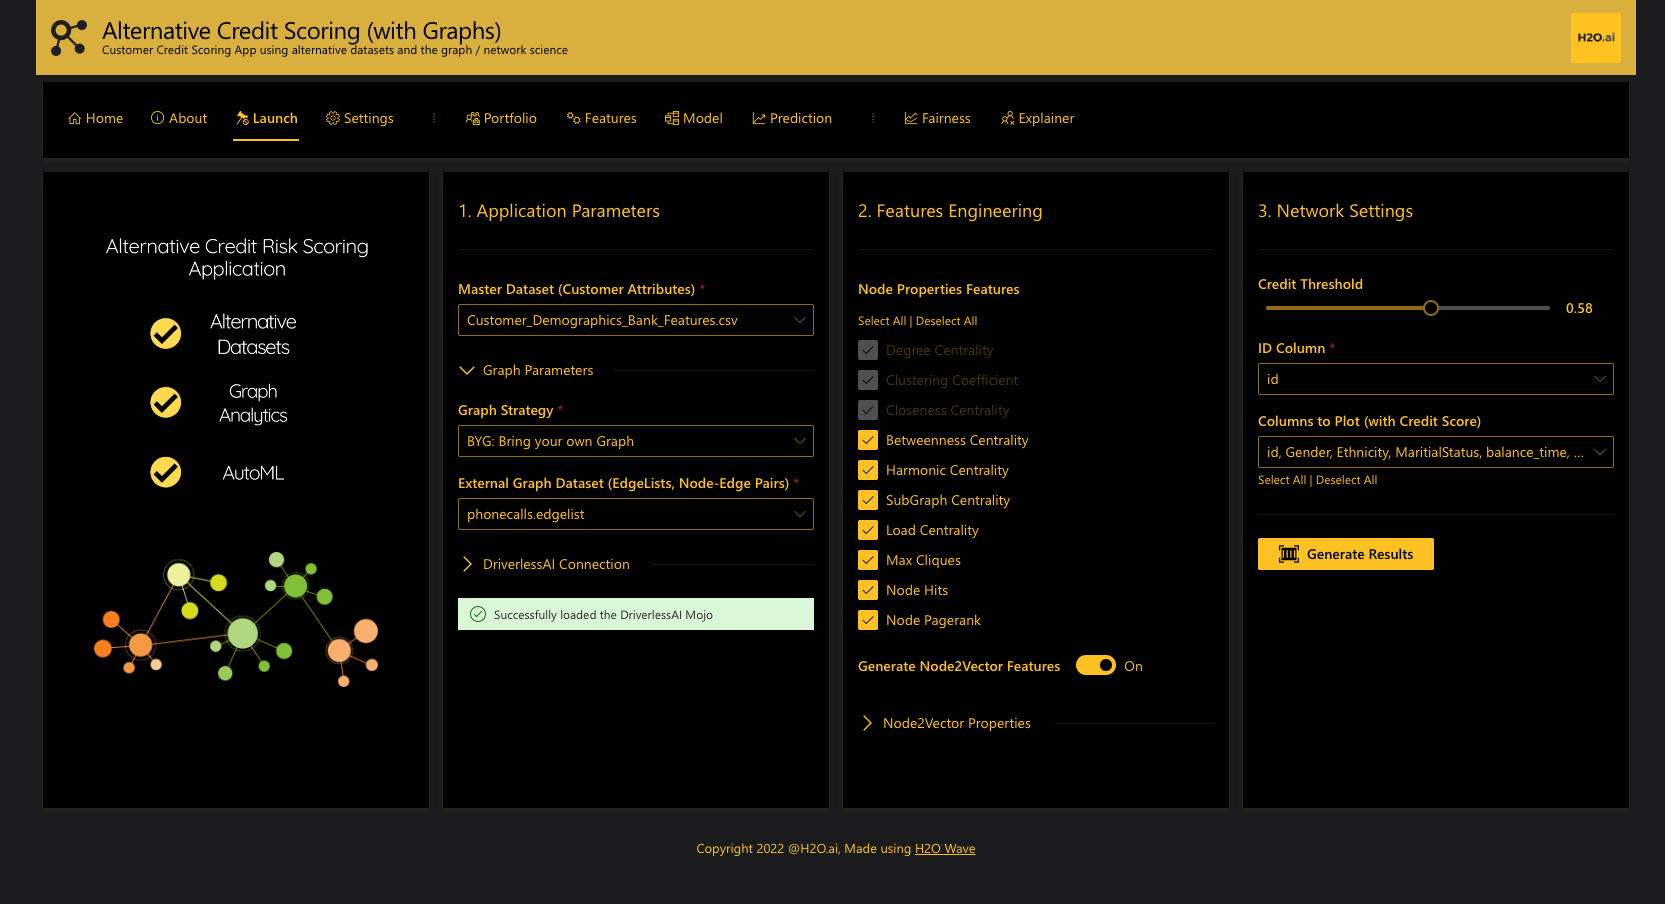 Alternative Credit Scoring (with Graphs)
Customer Credit Scoring App using alternative datasets and the graph / network science
H2O.ai
Home
About
Launch
Settings
Portfolio
Features
Model
Prediction
Fairness
Explainer
Alternative Credit Risk Scoring
Application
Alternative
Datasets
Graph
Analytics
AutoML
1. Application Parameters
Master Dataset (Customer Attributes) *
Customer_Demographics_Bank_Features.csv
Graph Parameters
Graph Strategy *
BYG: Bring your own Graph
External Graph Dataset (EdgeLists, Node-Edge Pairs) *
phonecalls.edgelist
DriverlessAI Connection
Successfully loaded the DriverlessAI Mojo
2. Features Engineering
Node Properties Features
Select All | Deselect All
Degree Centrality
Clustering Coefficient
Closeness Centrality
Betweenness Centrality
Harmonic Centrality
SubGraph Centrality
Load Centrality
Max Cliques
Node Hits
Node Pagerank
Generate Node2Vector Features On
Node2Vector Properties
3. Network Settings
Credit Threshold
0.58
ID Column *
id
Columns to Plot (with Credit Score)
id, Gender, Ethnicity, MaritialStatus, balance_time, ...
Select All | Deselect All
Generate Results
Copyright 2022 @H2O.ai, Made using H2O Wave